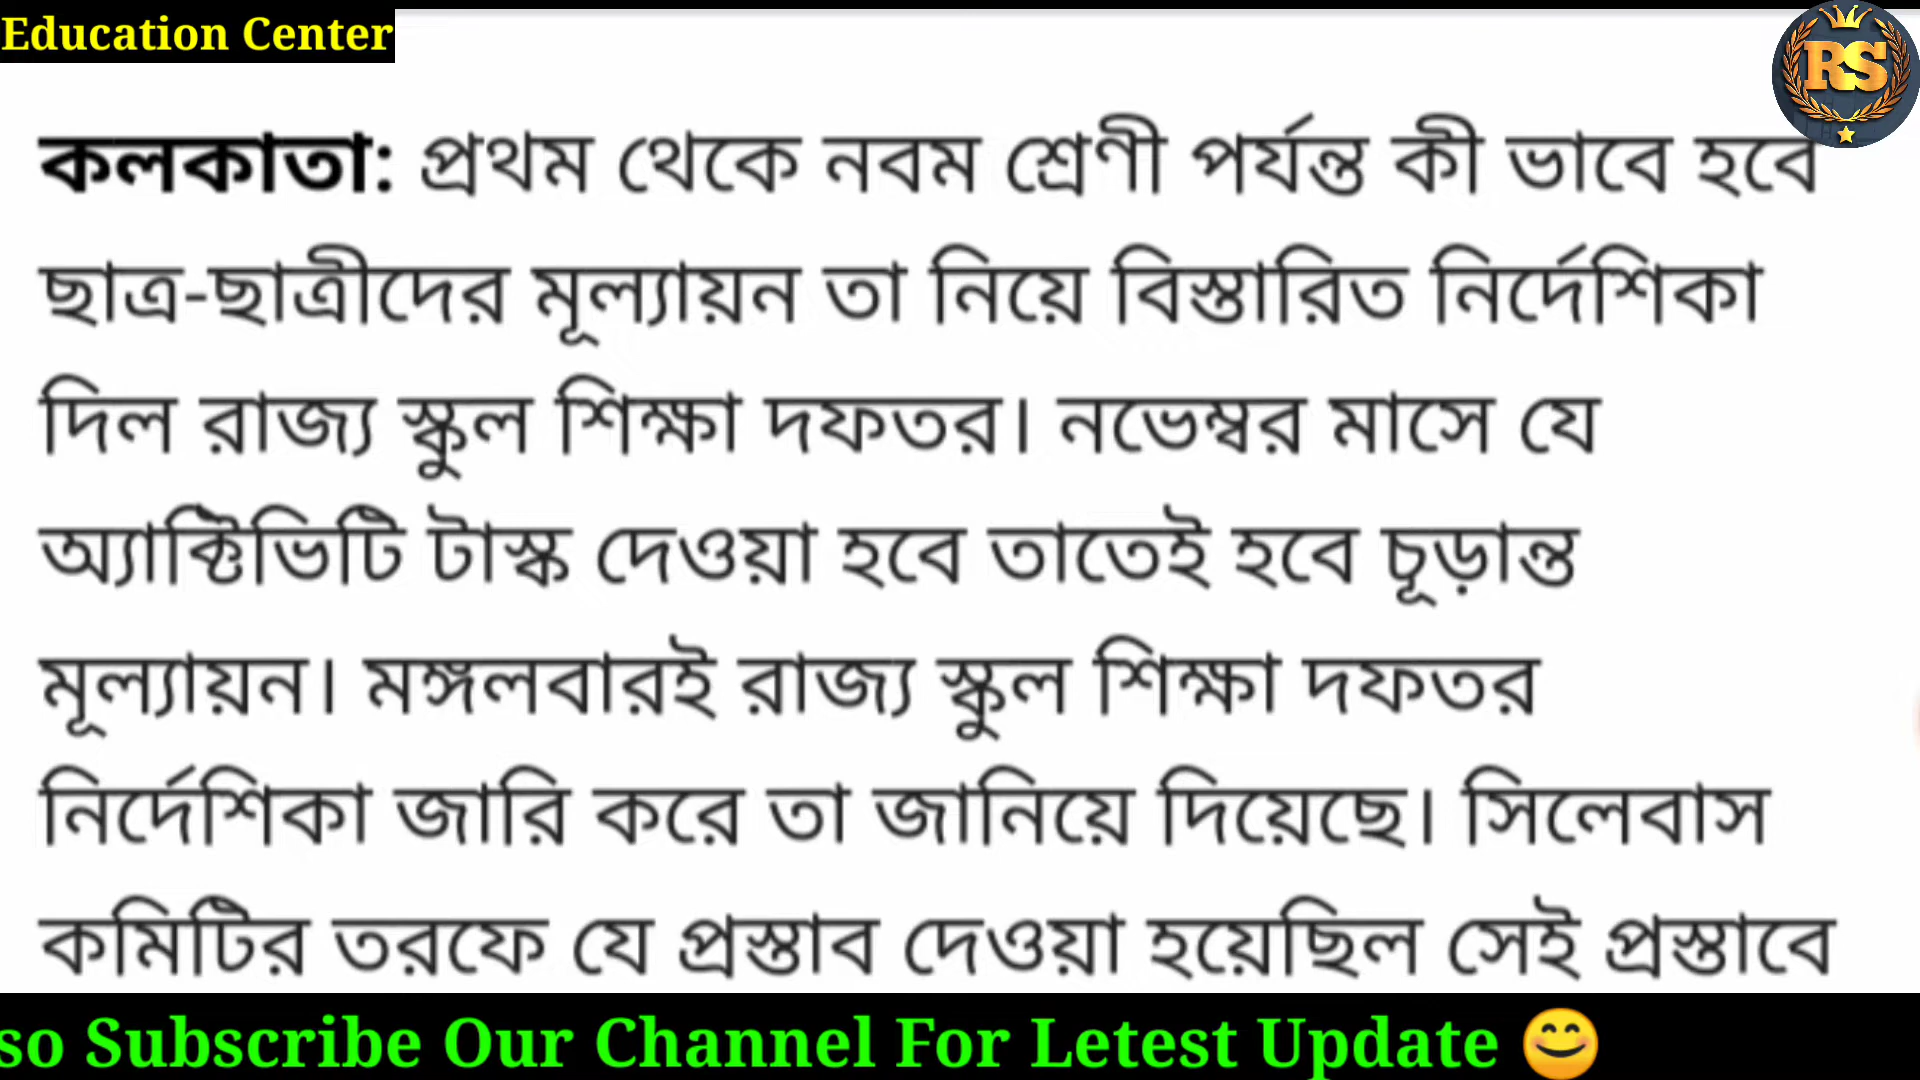 Education Center
RS
কলকাতা: প্রথম থেকে নবম শ্রেণী পর্যন্ত কী ভাবে হবে
ছাত্র-ছাত্রীদের মূল্যায়ন তা নিয়ে বিস্তারিত নির্দেশিকা
দিল রাজ্য স্কুল শিক্ষা দফতর। নভেম্বর মাসে যে
অ্যাক্টিভিটি টাস্ক দেওয়া হবে তাতেই হবে চূড়ান্ত
মূল্যায়ন। মঙ্গলবারই রাজ্য স্কুল শিক্ষা দফতর
নির্দেশিকা জারি করে তা জানিয়ে দিয়েছে। সিলেবাস
কমিটির তরফে যে প্রস্তাব দেওয়া হয়েছিল সেই প্রস্তাবে
so Subscribe Our Channel For Letest Update 😊